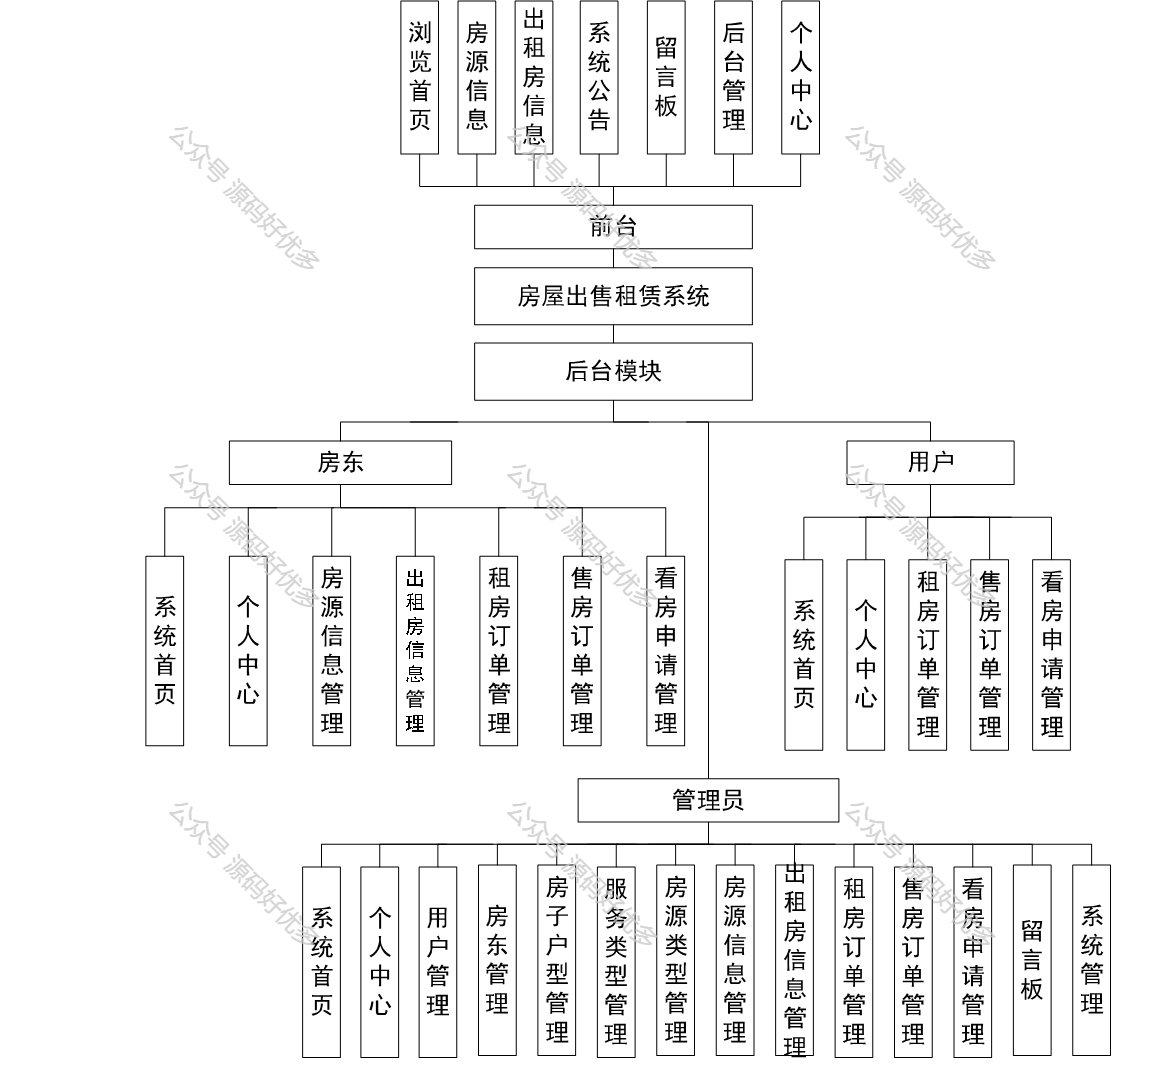 浏览首页
房源信息
出租房信息
系统公告
留言板
后台管理
个人中心
前台
房屋出售租赁系统
后台模块
房东
用户
系统首页
个人中心
房源信息管理
出租房信息管理
租房订单管理
售房订单管理
看房申请管理
系统首页
个人中心
租房订单管理
售房订单管理
看房申请管理
管理员
系统首页
个人中心
用户管理
房东管理
房子户型管理
服务类型管理
房源类型管理
房源信息管理
出租房信息管理
租房订单管理
售房订单管理
看房申请管理
留言板
系统管理
公众号 源码好优多
公众号 源码好优多
公众号 源码好优多
公众号 源码好优多
公众号 源码好优多
公众号 源码好优多
公众号 源码好优多
公众号 源码好优多
公众号 源码好优多